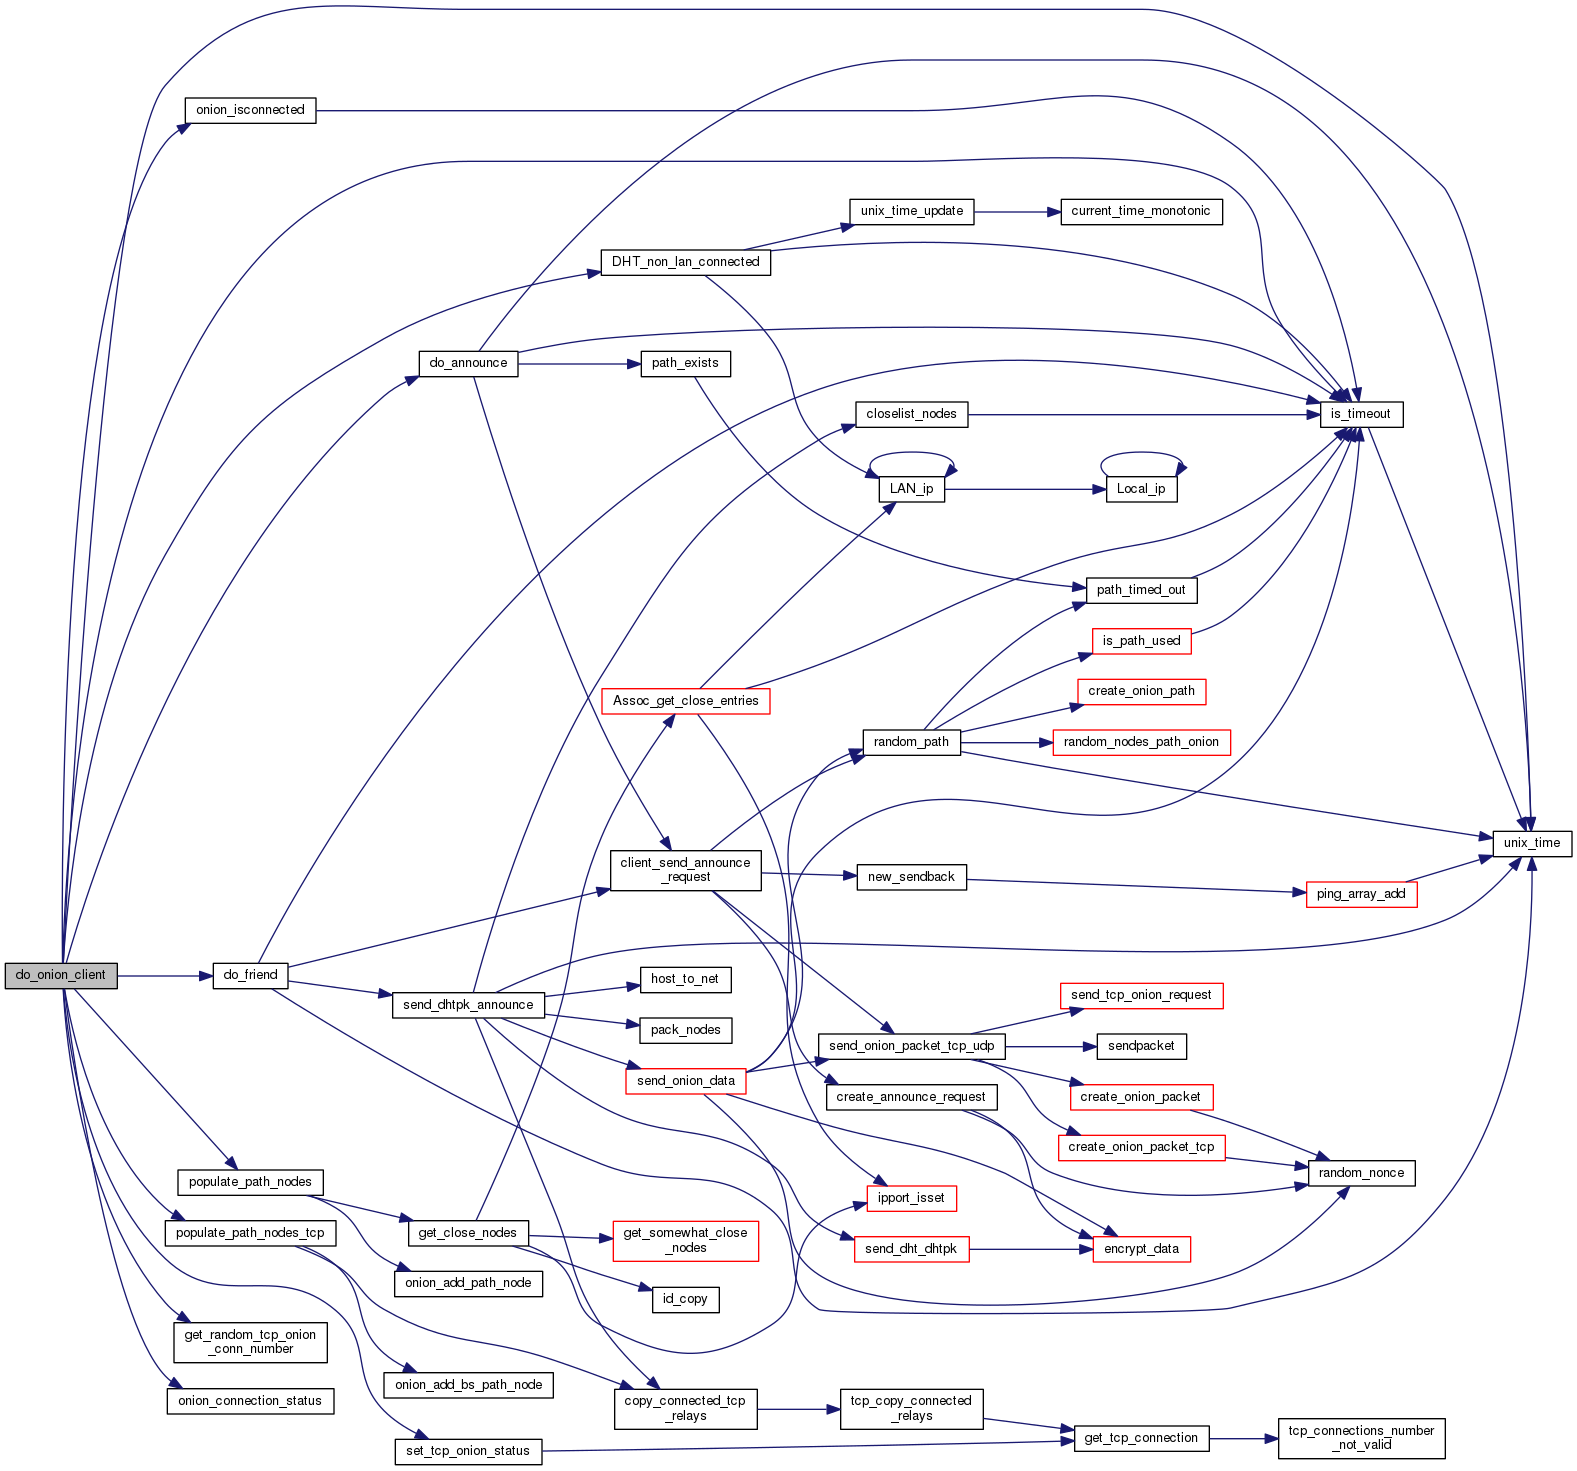 onion_isconnected
unix_time_update
current_time_monotonic
DHT_non_lan_connected
do_announce
path_exists
closelist_nodes
is_timeout
LAN_ip
Local_ip
path_timed_out
is_path_used
create_onion_path
Assoc_get_close_entries
random_path
random_nodes_path_onion
unix_time
client_send_announce
_request
new_sendback
ping_array_add
do_onion_client
do_friend
send_dhtpk_announce
host_to_net
send_tcp_onion_request
pack_nodes
send_onion_packet_tcp_udp
sendpacket
send_onion_data
create_announce_request
create_onion_packet
create_onion_packet_tcp
random_nonce
populate_path_nodes
ipport_isset
populate_path_nodes_tcp
get_close_nodes
get_somewhat_close
_nodes
send_dht_dhtpk
encrypt_data
onion_add_path_node
id_copy
get_random_tcp_onion
_conn_number
onion_add_bs_path_node
onion_connection_status
copy_connected_tcp
_relays
tcp_copy_connected
_relays
set_tcp_onion_status
get_tcp_connection
tcp_connections_number
_not_valid